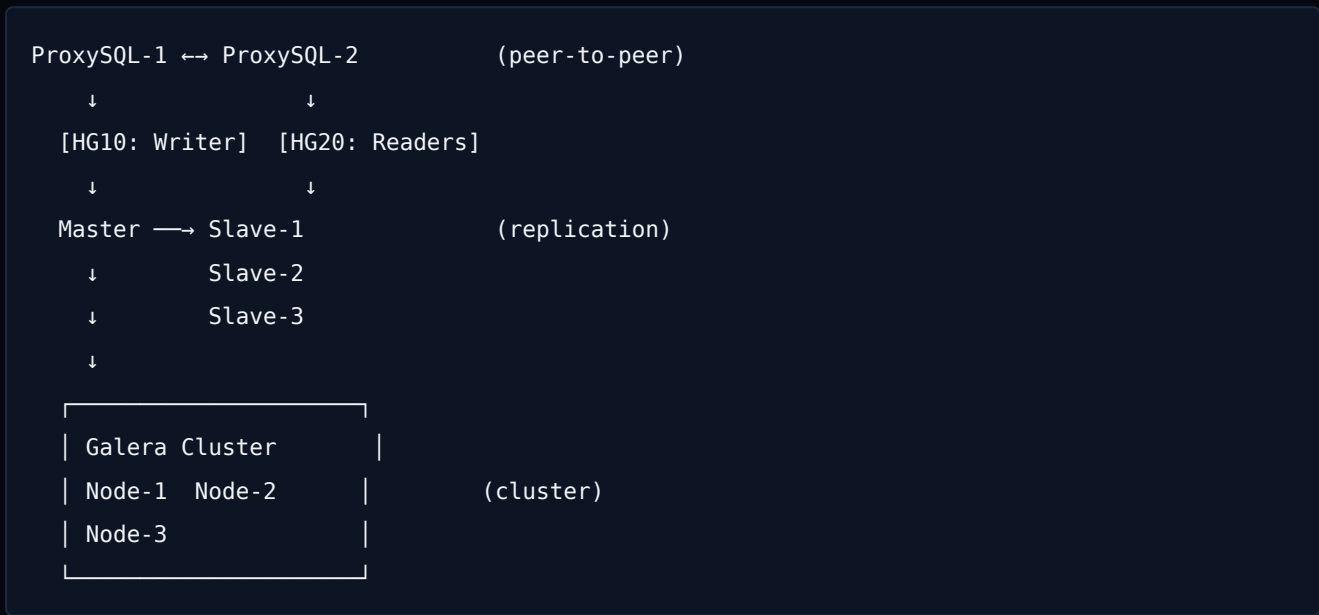 ProxySQL-1 ←→ ProxySQL-2          (peer-to-peer)
    ↓               ↓
  [HG10: Writer]  [HG20: Readers]
    ↓               ↓
  Master ──→ Slave-1              (replication)
    ↓        Slave-2
    ↓        Slave-3
    ↓
  ┌─────────────────────┐
  │ Galera Cluster       │
  │ Node-1  Node-2      │        (cluster)
  │ Node-3              │
  └─────────────────────┘